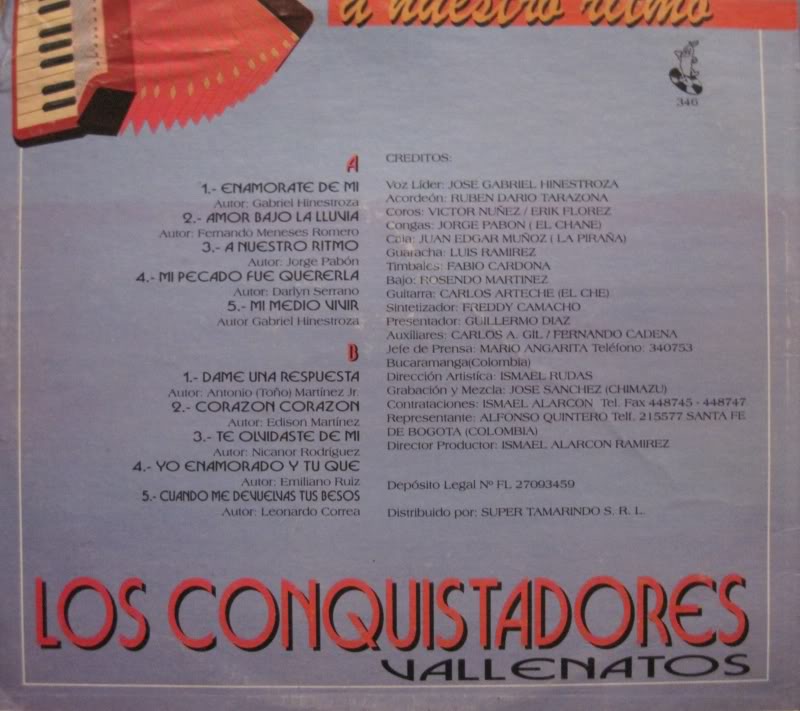 a nuestro ritmo
346
A
1.- ENAMORATE DE MI
Autor: Gabriel Hinestroza
2.- AMOR BAJO LA LLUVIA
Autor: Fernando Meneses Romero
3.- A NUESTRO RITMO
Autor: Jorge Pabón
4.- MI PECADO FUE QUERERLA
Autor: Darlyn Serrano
5.- MI MEDIO VIVIR
Autor Gabriel Hinestroza
B
1.- DAME UNA RESPUESTA
Autor: Antonio (Toño) Martínez Jr.
2.- CORAZON CORAZON
Autor: Edison Martínez
3.- TE OLVIDASTE DE MI
Autor: Nicanor Rodríguez
4.- YO ENAMORADO Y TU QUE
Autor: Emiliano Ruiz
5.- CUANDO ME DEVUELVAS TUS BESOS
Autor: Leonardo Correa
CREDITOS:
Voz Líder: JOSE GABRIEL HINESTROZA
Acordeón: RUBEN DARIO TARAZONA
Coros: VICTOR NUÑEZ / ERIK FLOREZ
Congas: JORGE PABON ( EL CHANE)
Caja: JUAN EDGAR MUÑOZ ( LA PIRAÑA)
Guaracha: LUIS RAMIREZ
Timbales: FABIO CARDONA
Bajo: ROSENDO MARTINEZ
Guitarra: CARLOS ARTECHE (EL CHE)
Sintetizador: FREDDY CAMACHO
Presentador: GUILLERMO DIAZ
Auxiliares: CARLOS A. GIL / FERNANDO CADENA
Jefe de Prensa: MARIO ANGARITA Teléfono: 340753
Bucaramanga(Colombia)
Dirección Artística: ISMAEL RUDAS
Grabación y Mezcla: JOSE SANCHEZ (CHIMAZU)
Contrataciones: ISMAEL ALARCON Tel. Fax 448745 - 448747
Representante: ALFONSO QUINTERO Telf. 215577 SANTA FE
DE BOGOTA (COLOMBIA)
Director Productor: ISMAEL ALARCON RAMIREZ
Depósito Legal Nº FL 27093459
Distribuido por: SUPER TAMARINDO S. R. L.
LOS CONQUISTADORES
VALLENATOS